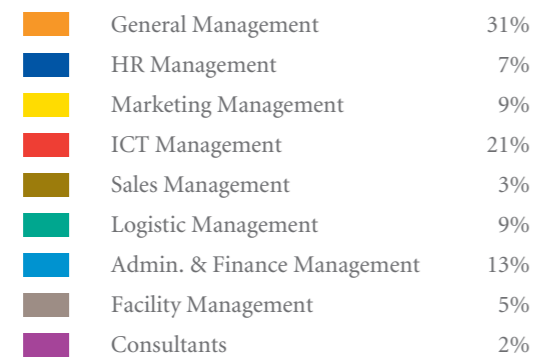 General Management 31%
HR Management 7%
Marketing Management 9%
ICT Management 21%
Sales Management 3%
Logistic Management 9%
Admin. & Finance Management 13%
Facility Management 5%
Consultants 2%